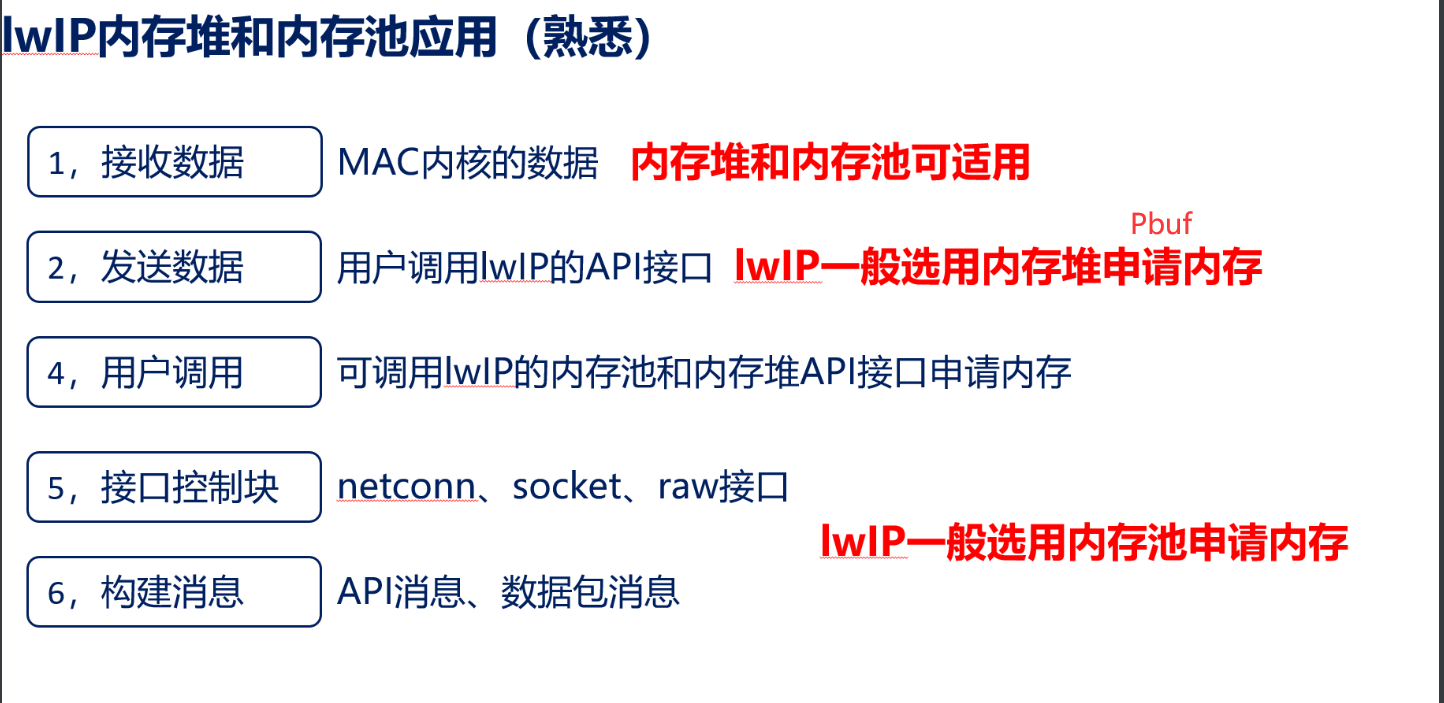 lwIP内存堆和内存池应用（熟悉）
1，接收数据 MAC内核的数据 内存堆和内存池可适用
Pbuf
2，发送数据 用户调用lwIP的API接口 lwIP一般选用内存堆申请内存
4，用户调用 可调用lwIP的内存池和内存堆API接口申请内存
5，接口控制块 netconn、socket、raw接口
lwIP一般选用内存池申请内存
6，构建消息 API消息、数据包消息